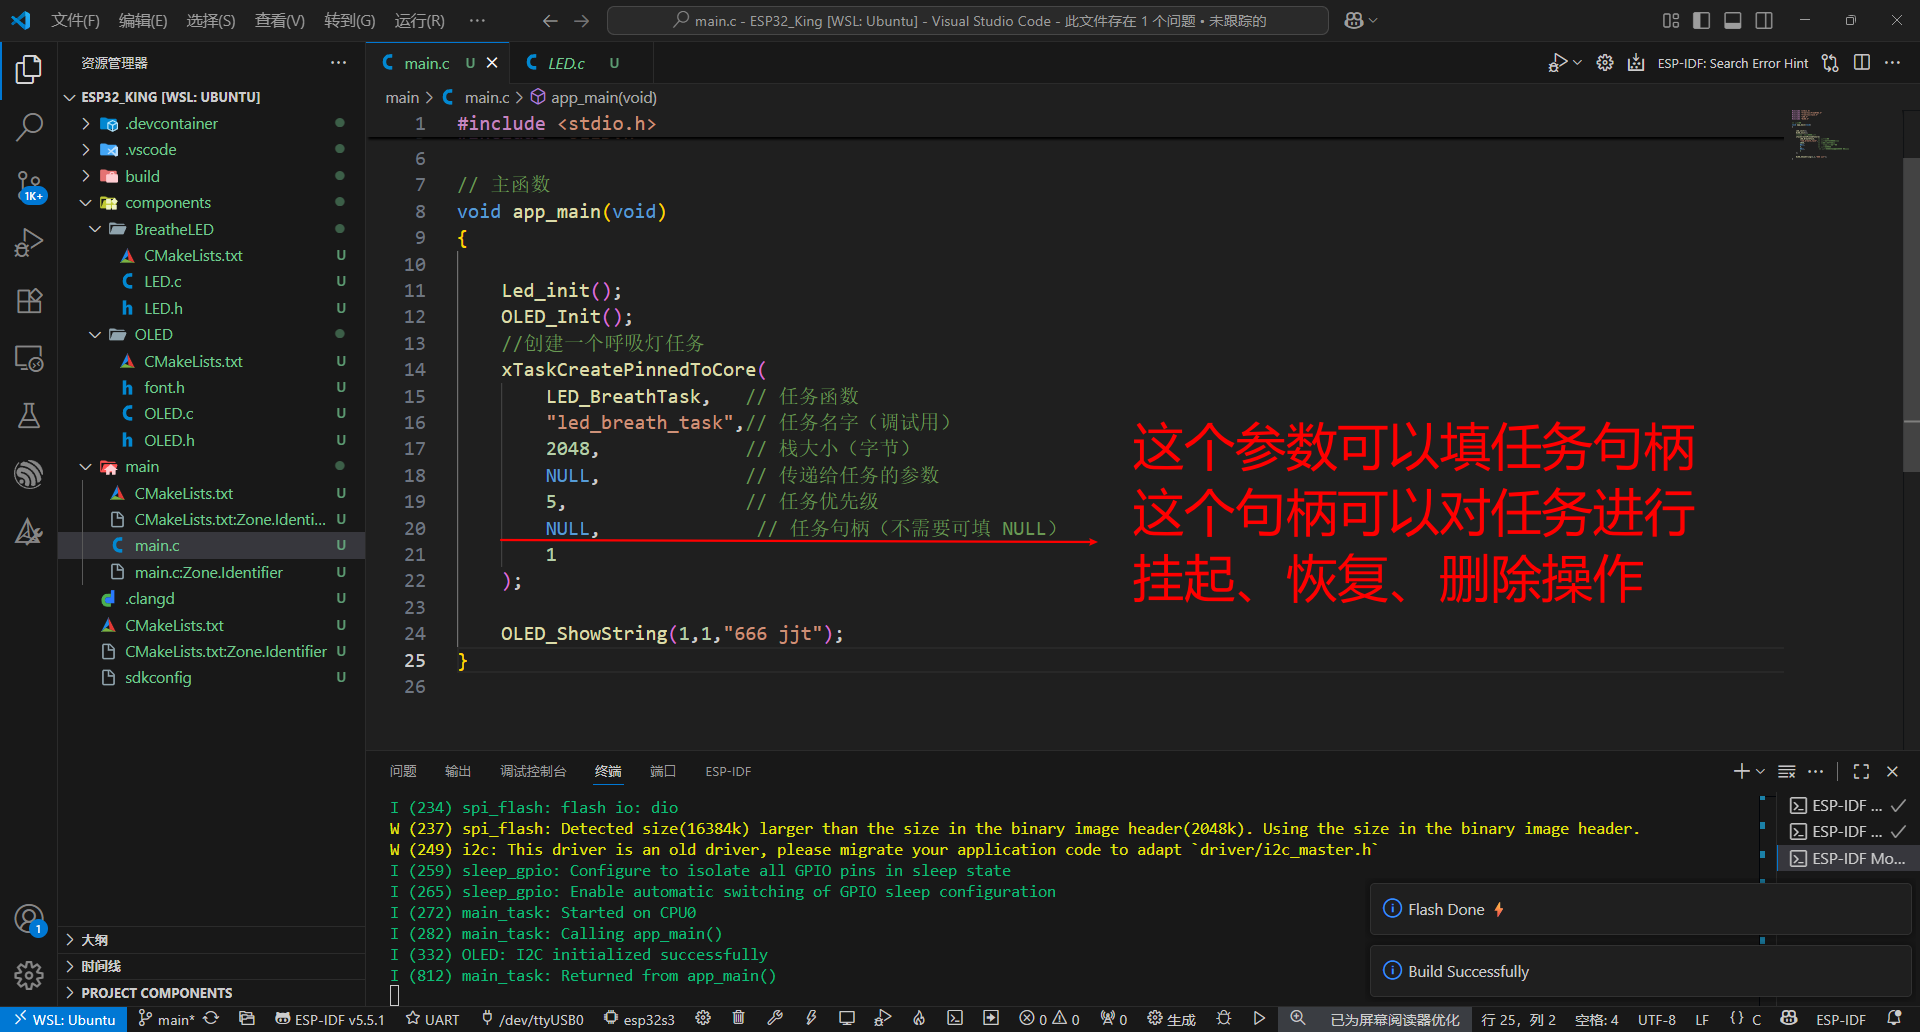 文件(F) 编辑(E) 选择(S) 查看(V) 转到(G) 运行(R) ···
main.c - ESP32_King [WSL: Ubuntu] - Visual Studio Code - 此文件存在 1 个问题 • 未跟踪的
资源管理器
ESP32_KING [WSL: UBUNTU]
.devcontainer
.vscode
build
components
BreatheLED
CMakeLists.txt U
LED.c U
LED.h U
OLED
CMakeLists.txt U
font.h U
OLED.c U
OLED.h U
main
CMakeLists.txt U
CMakeLists.txt:Zone.Identi... U
main.c U
main.c:Zone.Identifier U
.clangd U
CMakeLists.txt U
CMakeLists.txt:Zone.Identifier U
sdkconfig U
大纲
时间线
PROJECT COMPONENTS
1K+
1
main.c U
LED.c U
ESP-IDF: Search Error Hint
main > main.c > app_main(void)
1 #include <stdio.h>
6
7 // 主函数
8 void app_main(void)
9 {
10
11 Led_init();
12 OLED_Init();
13 //创建一个呼吸灯任务
14 xTaskCreatePinnedToCore(
15 LED_BreathTask, // 任务函数
16 "led_breath_task",// 任务名字（调试用）
17 2048, // 栈大小（字节）
18 NULL, // 传递给任务的参数
19 5, // 任务优先级
20 NULL, // 任务句柄（不需要可填 NULL）
21 1
22 );
23
24 OLED_ShowString(1,1,"666 jjt");
25 }
26
这个参数可以填任务句柄
这个句柄可以对任务进行
挂起、恢复、删除操作
问题 输出 调试控制台 终端 端口 ESP-IDF
I (234) spi_flash: flash io: dio
W (237) spi_flash: Detected size(16384k) larger than the size in the binary image header(2048k). Using the size in the binary image header.
W (249) i2c: This driver is an old driver, please migrate your application code to adapt `driver/i2c_master.h`
I (259) sleep_gpio: Configure to isolate all GPIO pins in sleep state
I (265) sleep_gpio: Enable automatic switching of GPIO sleep configuration
I (272) main_task: Started on CPU0
I (282) main_task: Calling app_main()
I (332) OLED: I2C initialized successfully
I (812) main_task: Returned from app_main()
ESP-IDF ...
ESP-IDF ...
ESP-IDF Mo...
Flash Done
Build Successfully
WSL: Ubuntu main* ESP-IDF v5.5.1 UART /dev/ttyUSB0 esp32s3 0 0 0 生成 已为屏幕阅读器优化 行 25，列 2 空格: 4 UTF-8 LF {} C ESP-IDF